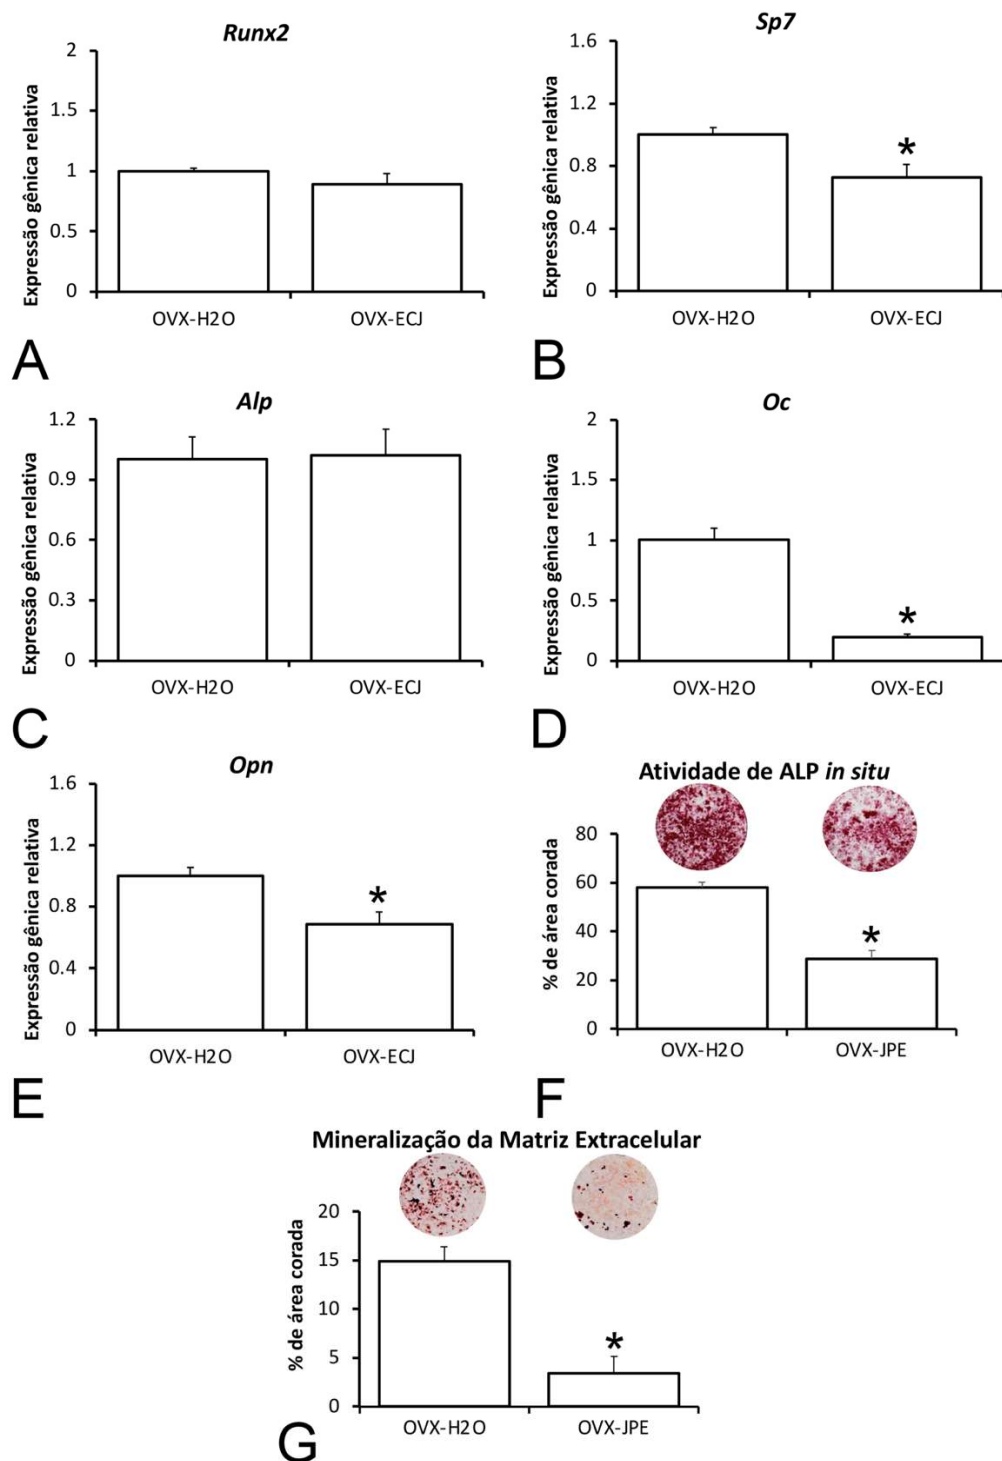 Runx2
Expressão gênica relativa
2
1.5
1
0.5
0
OVX-H2O
OVX-ECJ
A
Sp7
Expressão gênica relativa
1.6
1.2
0.8
0.4
0
*
OVX-H2O
OVX-ECJ
B
Alp
Expressão gênica relativa
1.2
0.9
0.6
0.3
0
OVX-H2O
OVX-ECJ
C
Oc
Expressão gênica relativa
2
1.5
1
0.5
0
*
OVX-H2O
OVX-ECJ
D
Opn
Expressão gênica relativa
1.6
1.2
0.8
0.4
0
*
OVX-H2O
OVX-ECJ
E
Atividade de ALP in situ
% de área corada
80
60
40
20
0
*
OVX-H2O
OVX-JPE
F
Mineralização da Matriz Extracelular
% de área corada
20
15
10
5
0
*
OVX-H2O
OVX-JPE
G